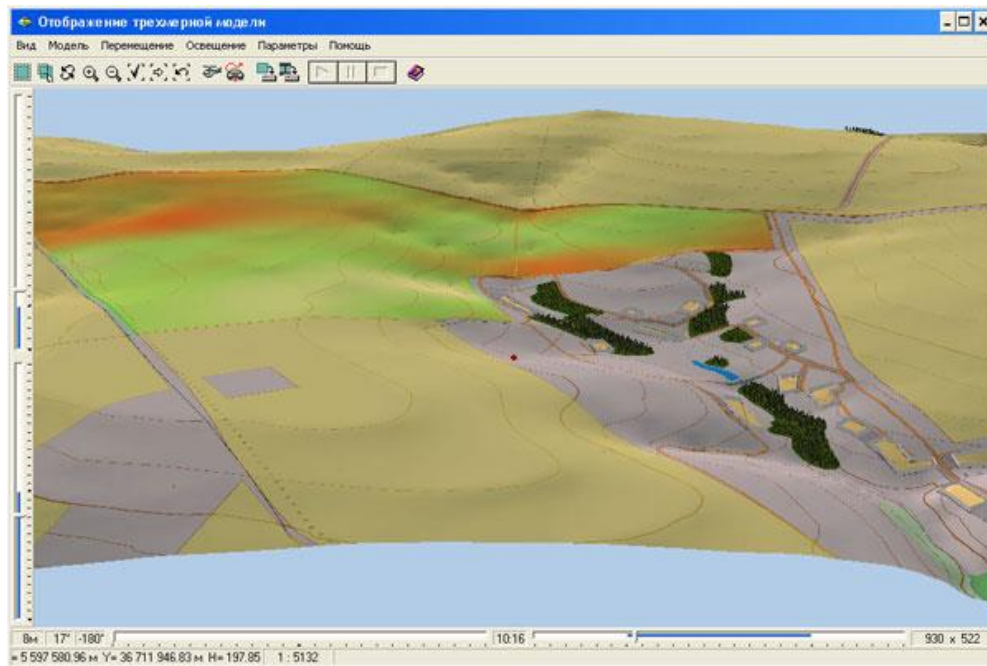 Отображение трехмерной модели
Вид Модель Перемещение Освещение Параметры Помощь
8м 17° -180° 10:16 930 x 522
= 5 597 580.96 м Y= 36 711 946.83 м H= 197.85 1 : 5132